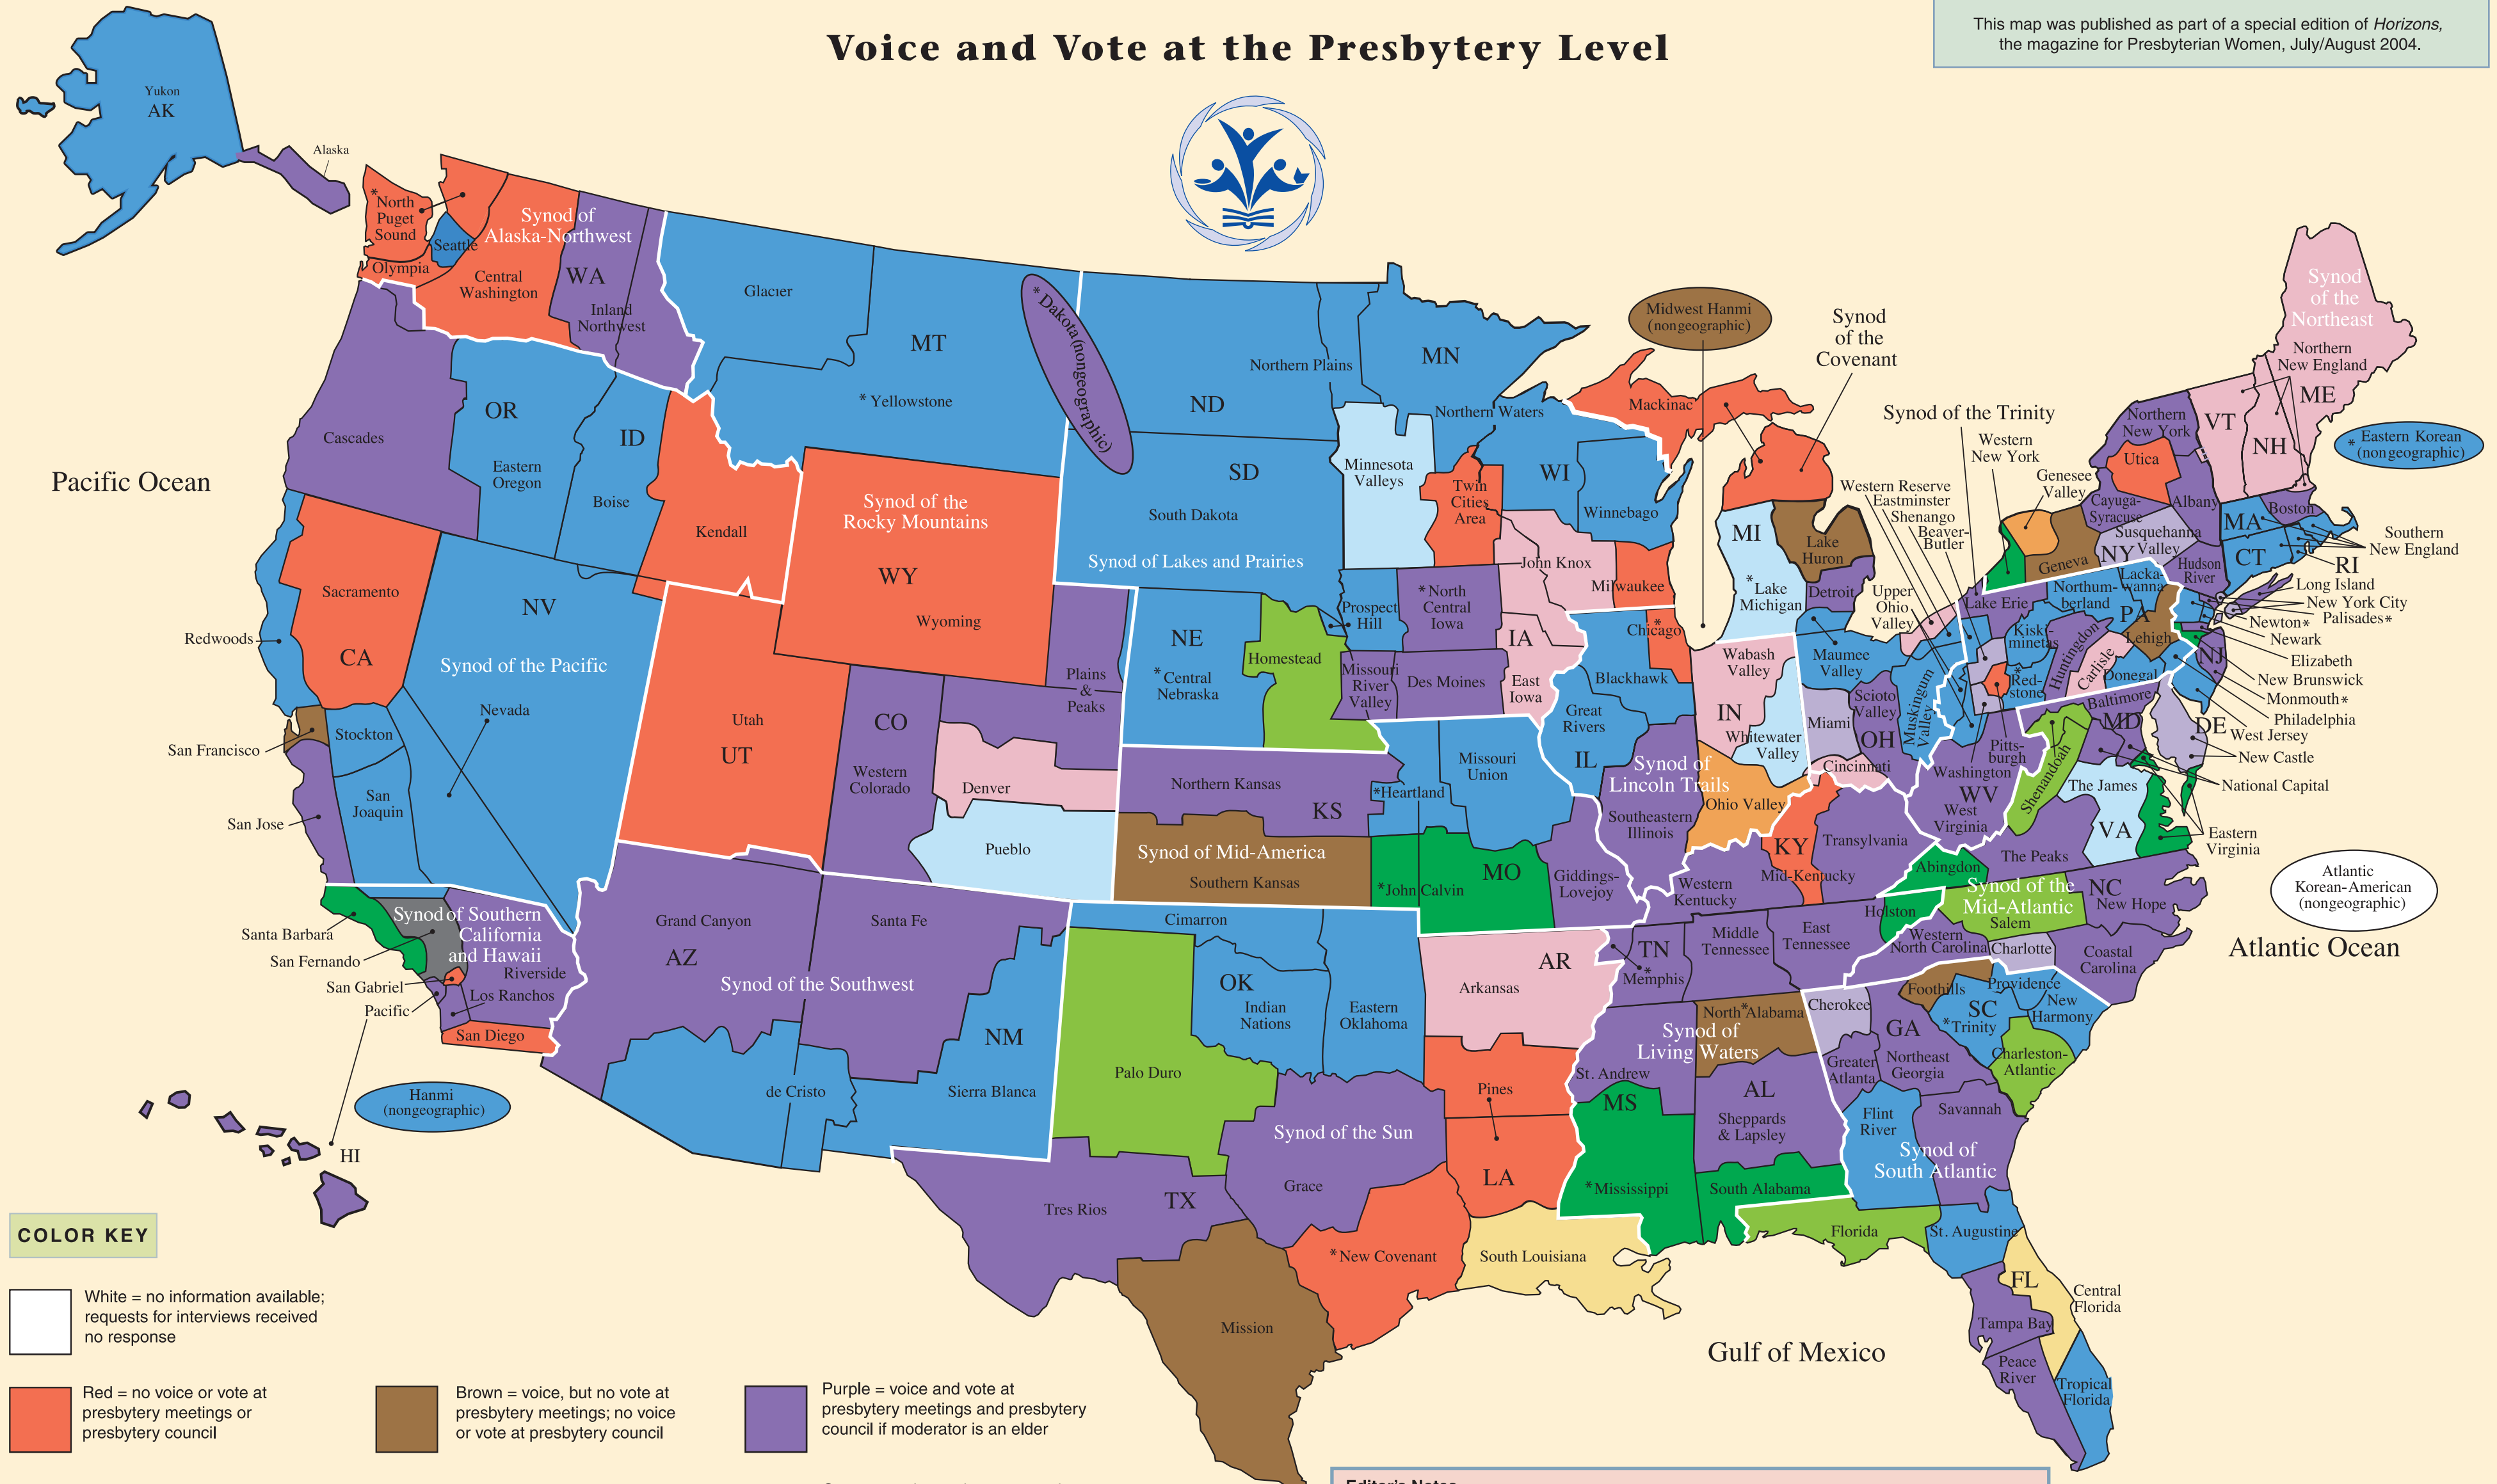 Voice and Vote at the Presbytery Level
This map was published as part of a special edition of Horizons,
the magazine for Presbyterian Women, July/August 2004.
Yukon
AK
Alaska
*
North
Puget
Sound
Seattle
Olympia
Synod of
Alaska-Northwest
Central
Washington
WA
Inland
Northwest
Glacier
MT
* Yellowstone
* Dakota (nongeographic)
Pacific Ocean
Cascades
OR
Eastern
Oregon
ID
Boise
Kendall
Synod of the
Rocky Mountains
WY
Wyoming
Plains
&
Peaks
Utah
UT
CO
Western
Colorado
Denver
Pueblo
Sacramento
Redwoods
CA
NV
Synod of the Pacific
Nevada
San Francisco
Stockton
San
Joaquin
San Jose
Synod of Southern
California
and Hawaii
Santa Barbara
San Fernando
San Gabriel
Pacific
Riverside
Los Ranchos
San Diego
Hanmi
(nongeographic)
HI
Grand Canyon
AZ
Santa Fe
Synod of the Southwest
NM
de Cristo
Sierra Blanca
Northern Plains
ND
SD
South Dakota
Synod of Lakes and Prairies
MN
Northern Waters
Minnesota
Valleys
Twin
Cities
Area
WI
Winnebago
John Knox
Milwaukee
NE
* Central
Nebraska
Homestead
Prospect
Hill
* North
Central
Iowa
IA
Missouri
River
Valley
Des Moines
East
Iowa
Northern Kansas
KS
Synod of Mid-America
Southern Kansas
*Heartland
Missouri
Union
*John Calvin
MO
Giddings-
Lovejoy
Cimarron
OK
Indian
Nations
Eastern
Oklahoma
Palo Duro
AR
Arkansas
Pines
Synod of the Sun
Grace
LA
TX
Tres Rios
* New Covenant
South Louisiana
Mission
Midwest Hanmi
(nongeographic)
Synod
of the
Covenant
Mackinac
MI
*Lake
Michigan
Lake
Huron
Detroit
*
Chicago
Blackhawk
Great
Rivers
IL
Synod of
Lincoln Trails
Southeastern
Illinois
Wabash
Valley
IN
Whitewater
Valley
Ohio Valley
Maumee
Valley
Miami
Scioto
Valley
OH
Muskingum
Valley
Cincinnati
Upper
Ohio
Valley
Western Reserve
Eastminster
Shenango
Beaver-
Butler
Synod of the Trinity
Western
New York
Genesee
Valley
Geneva
Northern
New York
Utica
Cayuga-
Syracuse
Albany
Susquehanna
Valley
NY
Hudson
River
Synod
of the
Northeast
Northern
New England
ME
VT
NH
* Eastern Korean
(nongeographic)
Boston
MA
CT
RI
Southern
New England
Long Island
New York City
Palisades*
Newton*
Newark
Elizabeth
New Brunswick
Monmouth*
Philadelphia
West Jersey
NJ
Lake Erie
Northum-
berland
Lacka-
wanna
PA
Lehigh
Kiski-
minetas
Huntingdon
Carlisle
Donegal
*
Red-
stone
Pitts-
burgh
Washington
WV
West
Virginia
Baltimore
MD
DE
New Castle
National Capital
Shenandoah
The James
VA
Eastern
Virginia
The Peaks
Abingdon
KY
Transylvania
Mid-Kentucky
Western
Kentucky
Holston
Synod of the
Mid-Atlantic
Salem
NC
New Hope
Western
North Carolina
Charlotte
Coastal
Carolina
Atlantic
Korean-American
(nongeographic)
Atlantic Ocean
TN
*
Memphis
Middle
Tennessee
East
Tennessee
North*Alabama
Synod of
Living Waters
St. Andrew
MS
* Mississippi
AL
Sheppards
& Lapsley
South Alabama
Cherokee
GA
Greater
Atlanta
Northeast
Georgia
Foothills
Providence
SC
*Trinity
New
Harmony
Charleston-
Atlantic
Flint
River
Savannah
Synod of
South Atlantic
Florida
St. Augustine
FL
Central
Florida
Tampa Bay
Peace
River
Tropical
Florida
Gulf of Mexico
COLOR KEY
White = no information available;
requests for interviews received
no response
Red = no voice or vote at
presbytery meetings or
presbytery council
Brown = voice, but no vote at
presbytery meetings; no voice
or vote at presbytery council
Purple = voice and vote at
presbytery meetings and presbytery
council if moderator is an elder